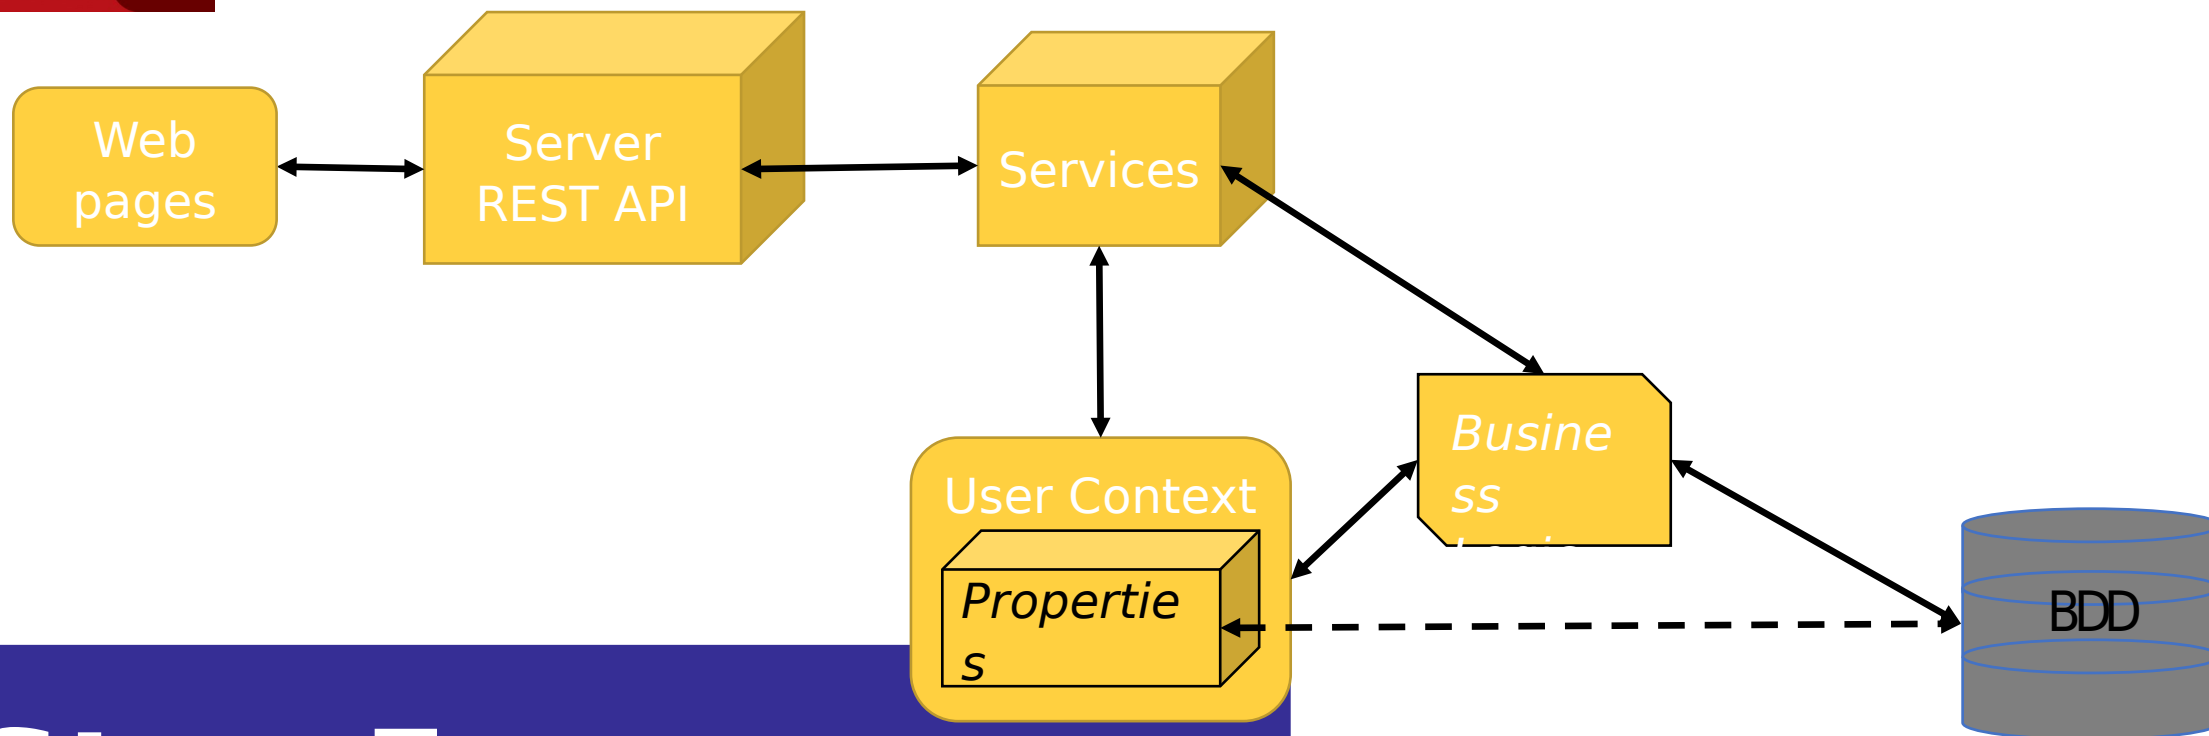 Web
pages
Server
REST API
Services
Busine
ss
User Context
Propertie
s
BDD